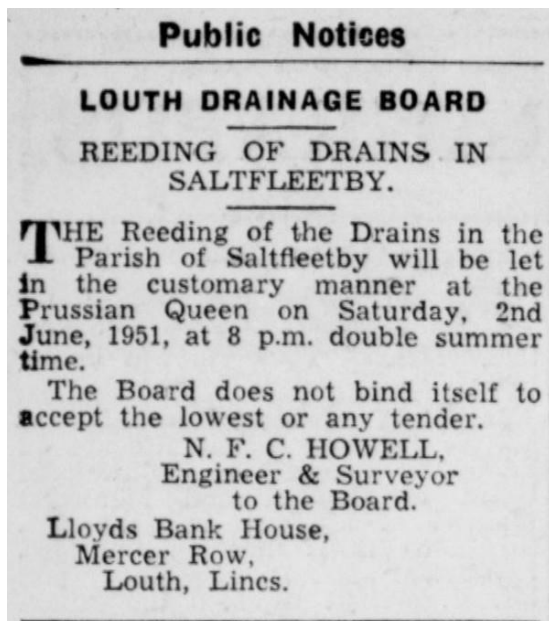 Public Notices
LOUTH DRAINAGE BOARD
REEDING OF DRAINS IN
SALTFLEETBY.
THE Reeding of the Drains in the
Parish of Saltfleetby will be let
in the customary manner at the
Prussian Queen on Saturday, 2nd
June, 1951, at 8 p.m. double summer
time.
The Board does not bind itself to
accept the lowest or any tender.
N. F. C. HOWELL,
Engineer & Surveyor
to the Board.
Lloyds Bank House,
Mercer Row,
Louth, Lincs.